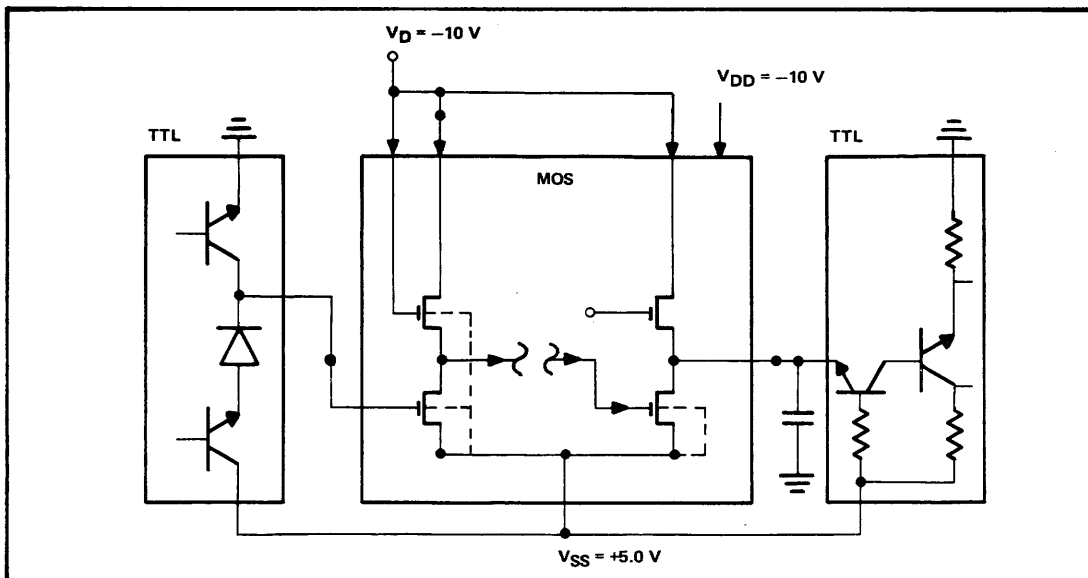 V_D = −10 V
V_DD = −10 V
TTL
MOS
TTL
V_SS = +5.0 V